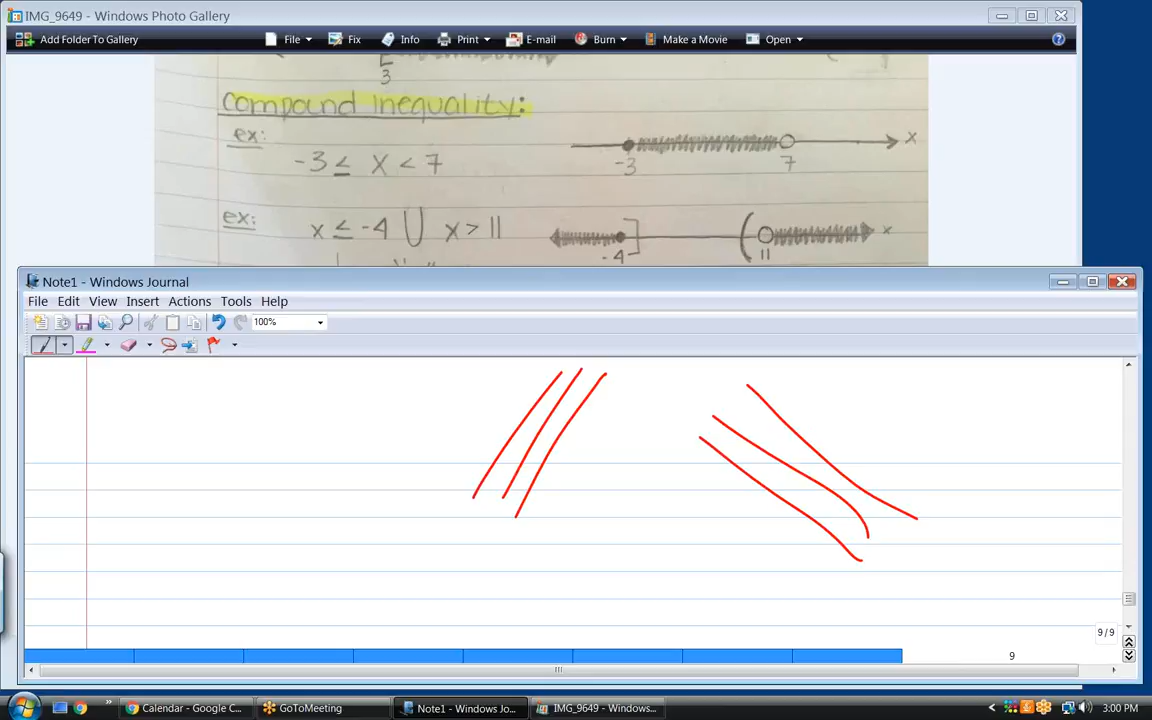 IMG_9649 - Windows Photo Gallery
Add Folder To Gallery File Fix Info Print E-mail Burn Make a Movie Open
3
Compound Inequality:
ex:
-3 ≤ x < 7
-3 7 x
ex:
x ≤ -4 ∪ x > 11
-4 11 x
Note1 - Windows Journal
File Edit View Insert Actions Tools Help
100%
9 / 9
9
Calendar - Google C... GoToMeeting Note1 - Windows Jo... IMG_9649 - Windows... 3:00 PM